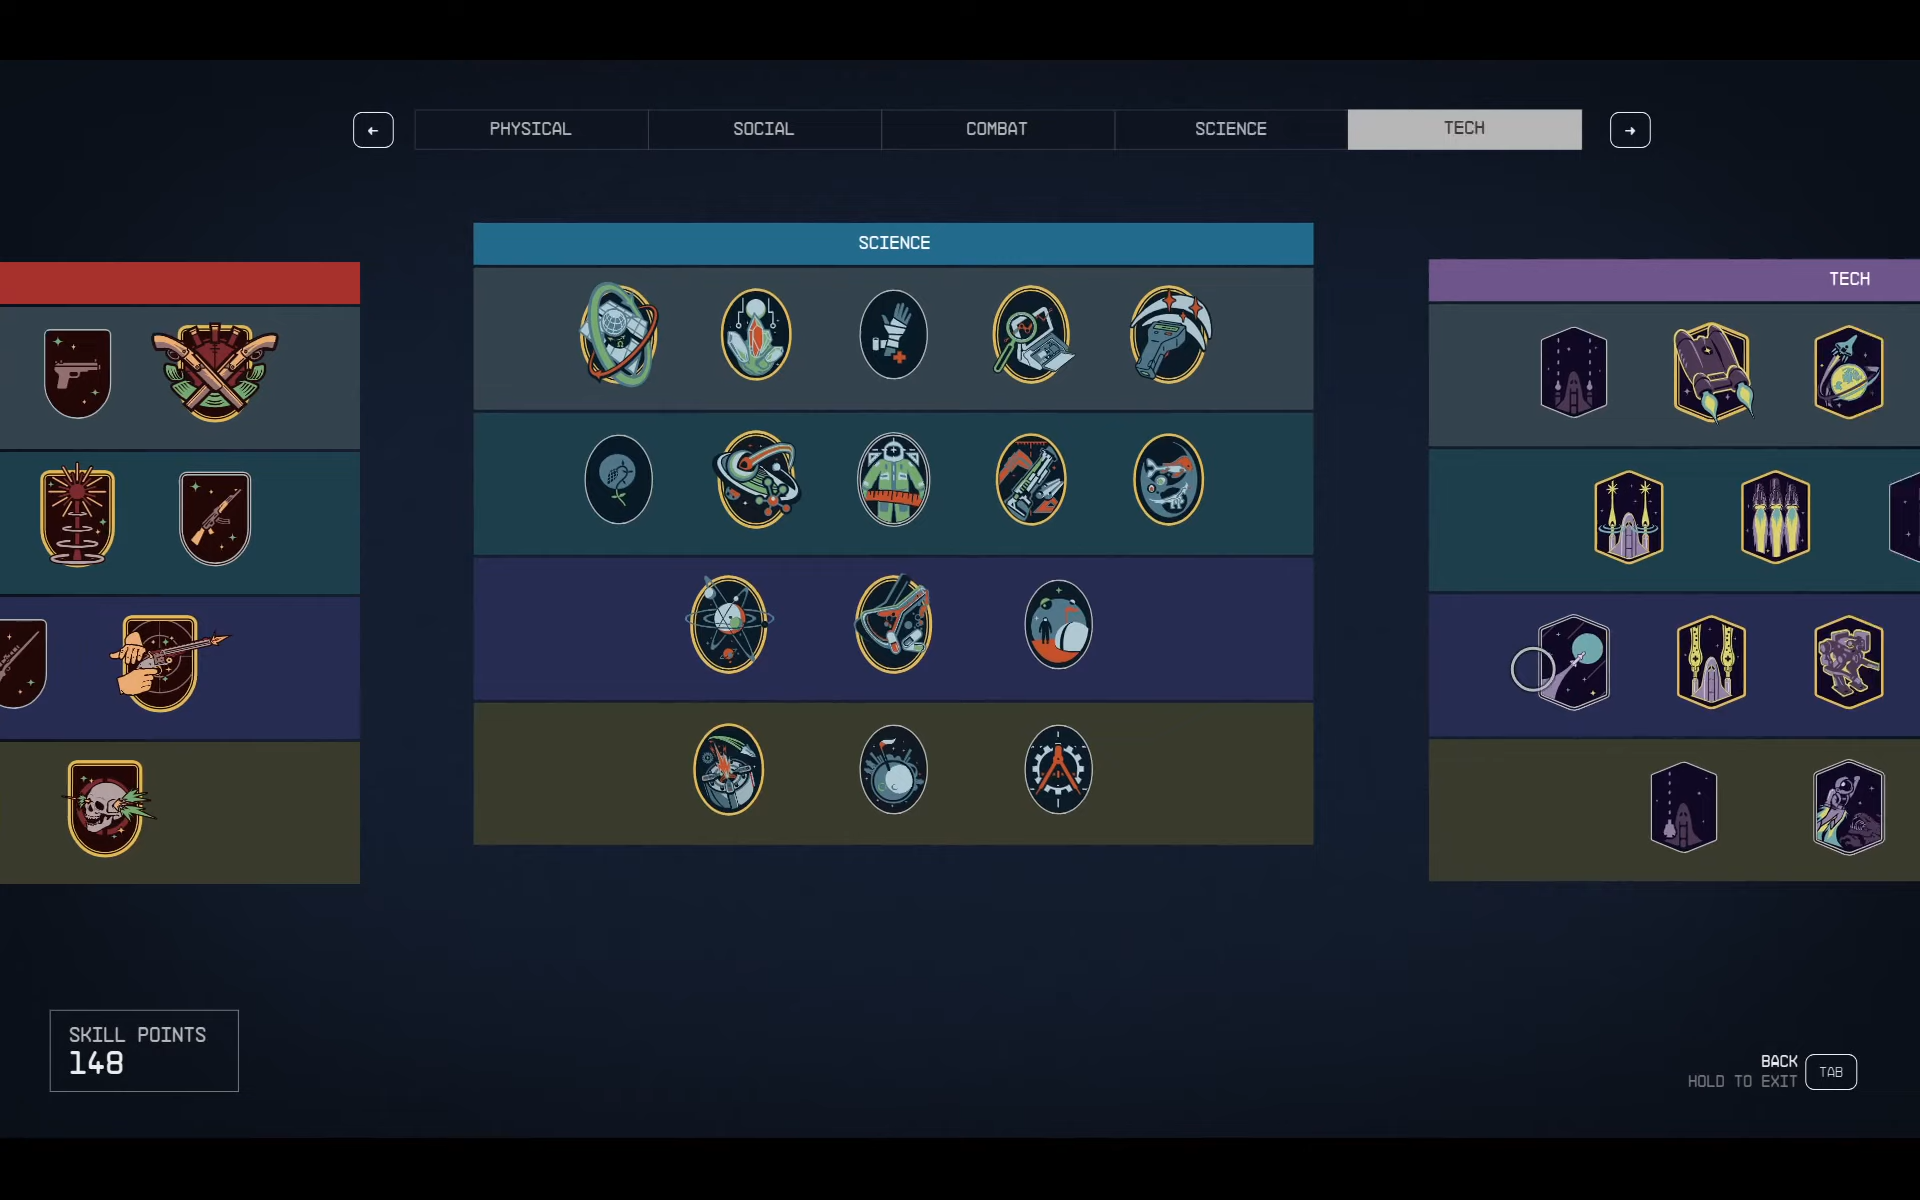 ←
PHYSICAL
SOCIAL
COMBAT
SCIENCE
TECH
→
SCIENCE
TECH
SKILL POINTS
148
BACK
HOLD TO EXIT
TAB